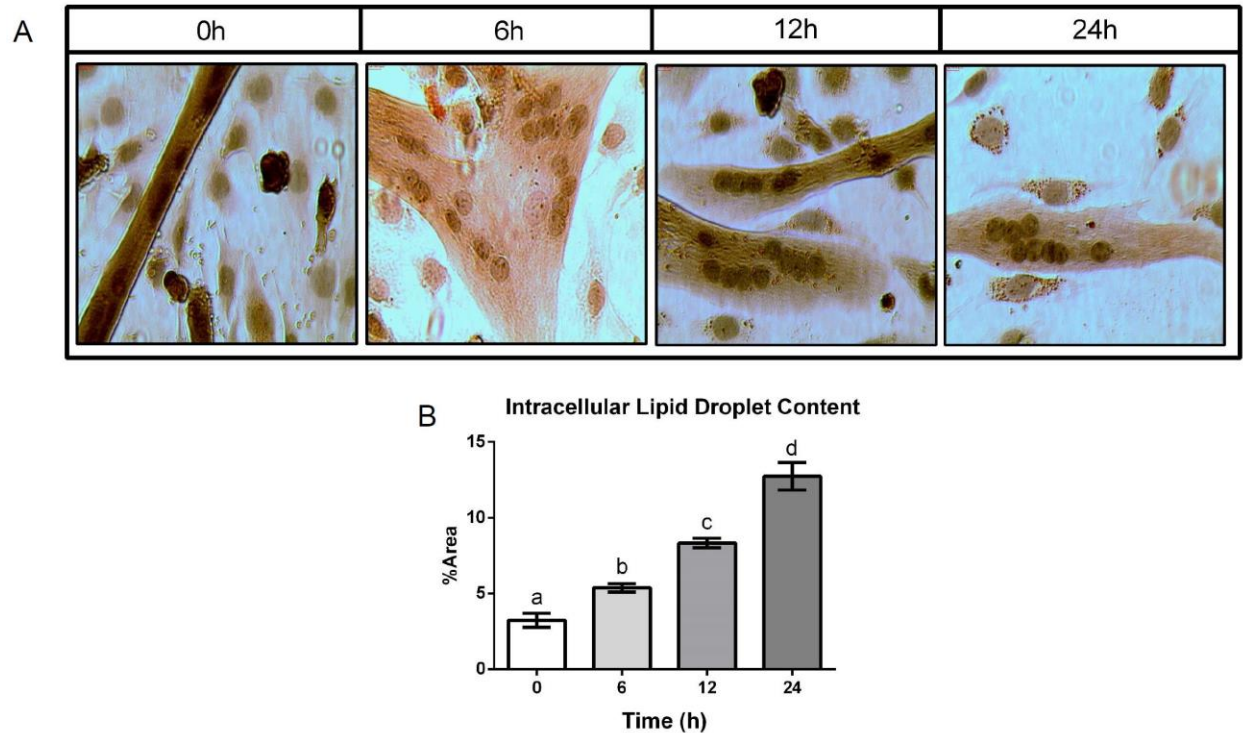 A
0h 6h 12h 24h
B
Intracellular Lipid Droplet Content
15
10
5
0
%Area
a
b
c
d
0 6 12 24
Time (h)